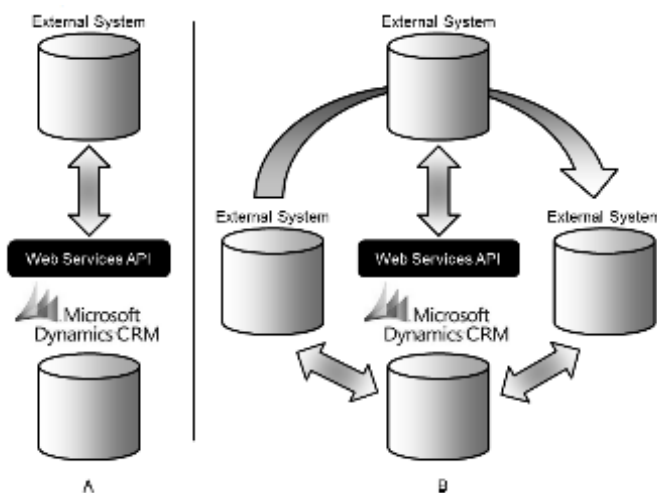 External System
Web Services API
Microsoft
Dynamics CRM
A
External System
External System
External System
Web Services API
Microsoft
Dynamics CRM
B